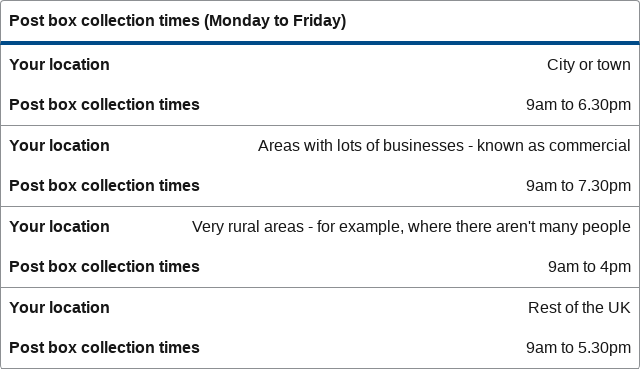 Post box collection times (Monday to Friday)
Your location City or town
Post box collection times 9am to 6.30pm
Your location Areas with lots of businesses - known as commercial
Post box collection times 9am to 7.30pm
Your location Very rural areas - for example, where there aren't many people
Post box collection times 9am to 4pm
Your location Rest of the UK
Post box collection times 9am to 5.30pm